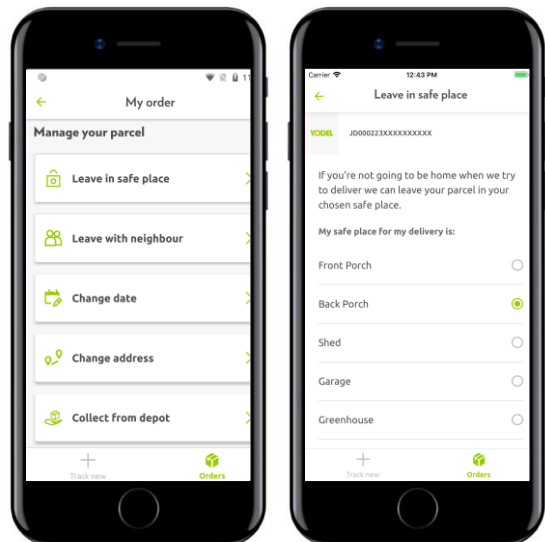 11
My order
Manage your parcel
Leave in safe place
Leave with neighbour
Change date
Change address
Collect from depot
Track new
Orders
Carrier
12:43 PM
Leave in safe place
YODEL
JD000223XXXXXXXXXX
If you're not going to be home when we try
to deliver we can leave your parcel in your
chosen safe place.
My safe place for my delivery is:
Front Porch
Back Porch
Shed
Garage
Greenhouse
Track new
Orders